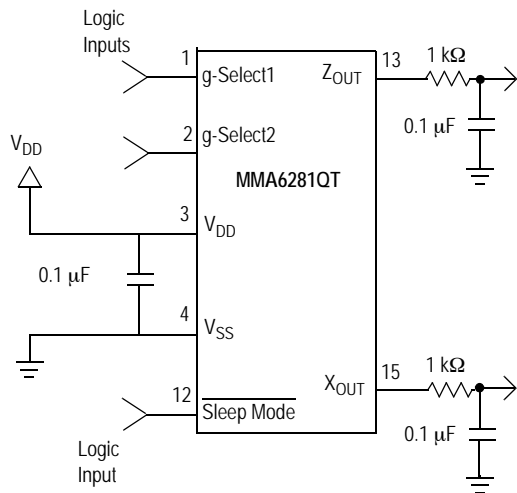 Logic
Inputs
1
g-Select1
2
g-Select2
V_DD
3
V_DD
0.1 μF
4
V_SS
12
Sleep Mode
Logic
Input
MMA6281QT
Z_OUT
13
1 kΩ
0.1 μF
X_OUT
15
1 kΩ
0.1 μF